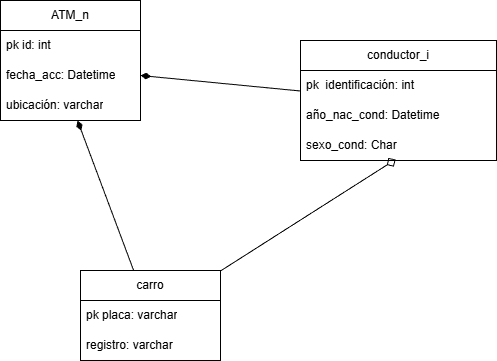 ATM_n
pk id: int
fecha_acc: Datetime
ubicación: varchar
conductor_i
pk  identificación: int
año_nac_cond: Datetime
sexo_cond: Char
carro
pk placa: varchar
registro: varchar